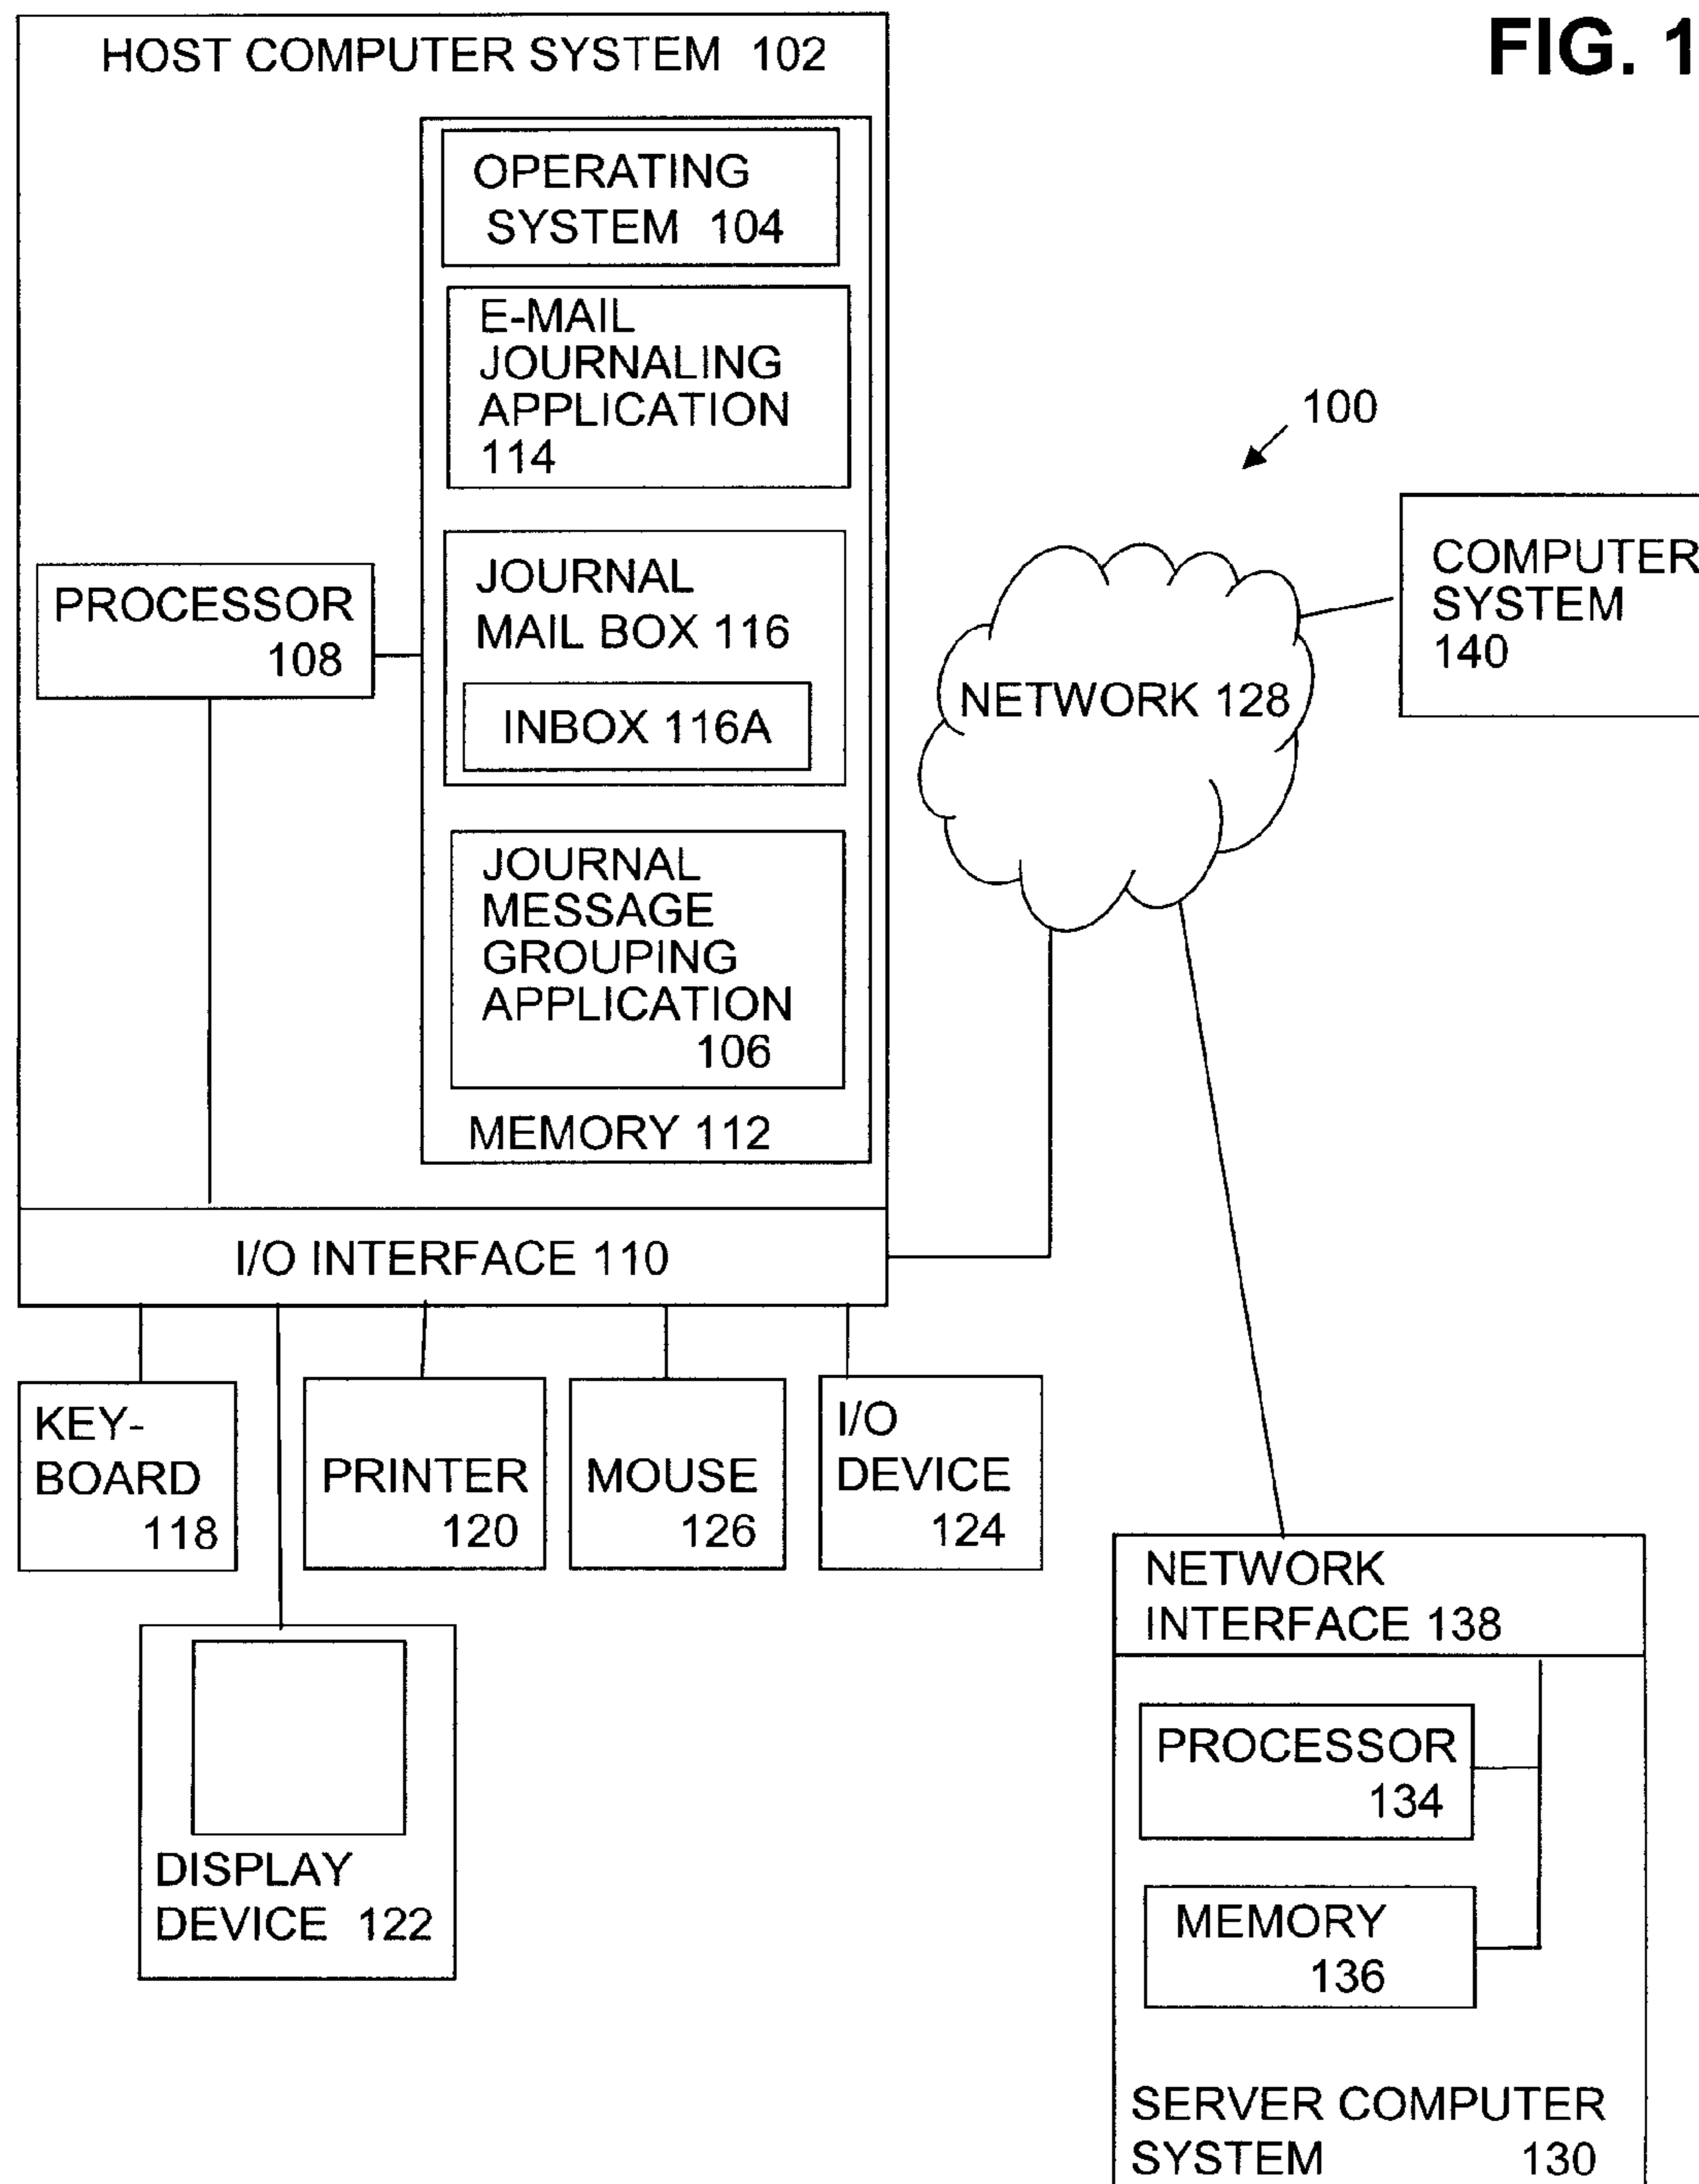 FIG. 1
HOST COMPUTER SYSTEM 102
OPERATING
SYSTEM 104
E-MAIL
JOURNALING
APPLICATION
114
PROCESSOR
108
JOURNAL
MAIL BOX 116
INBOX 116A
JOURNAL
MESSAGE
GROUPING
APPLICATION
106
MEMORY 112
I/O INTERFACE 110
100
NETWORK 128
COMPUTER
SYSTEM
140
KEY-
BOARD
118
PRINTER
120
MOUSE
126
I/O
DEVICE
124
DISPLAY
DEVICE 122
NETWORK
INTERFACE 138
PROCESSOR
134
MEMORY
136
SERVER COMPUTER
SYSTEM 130